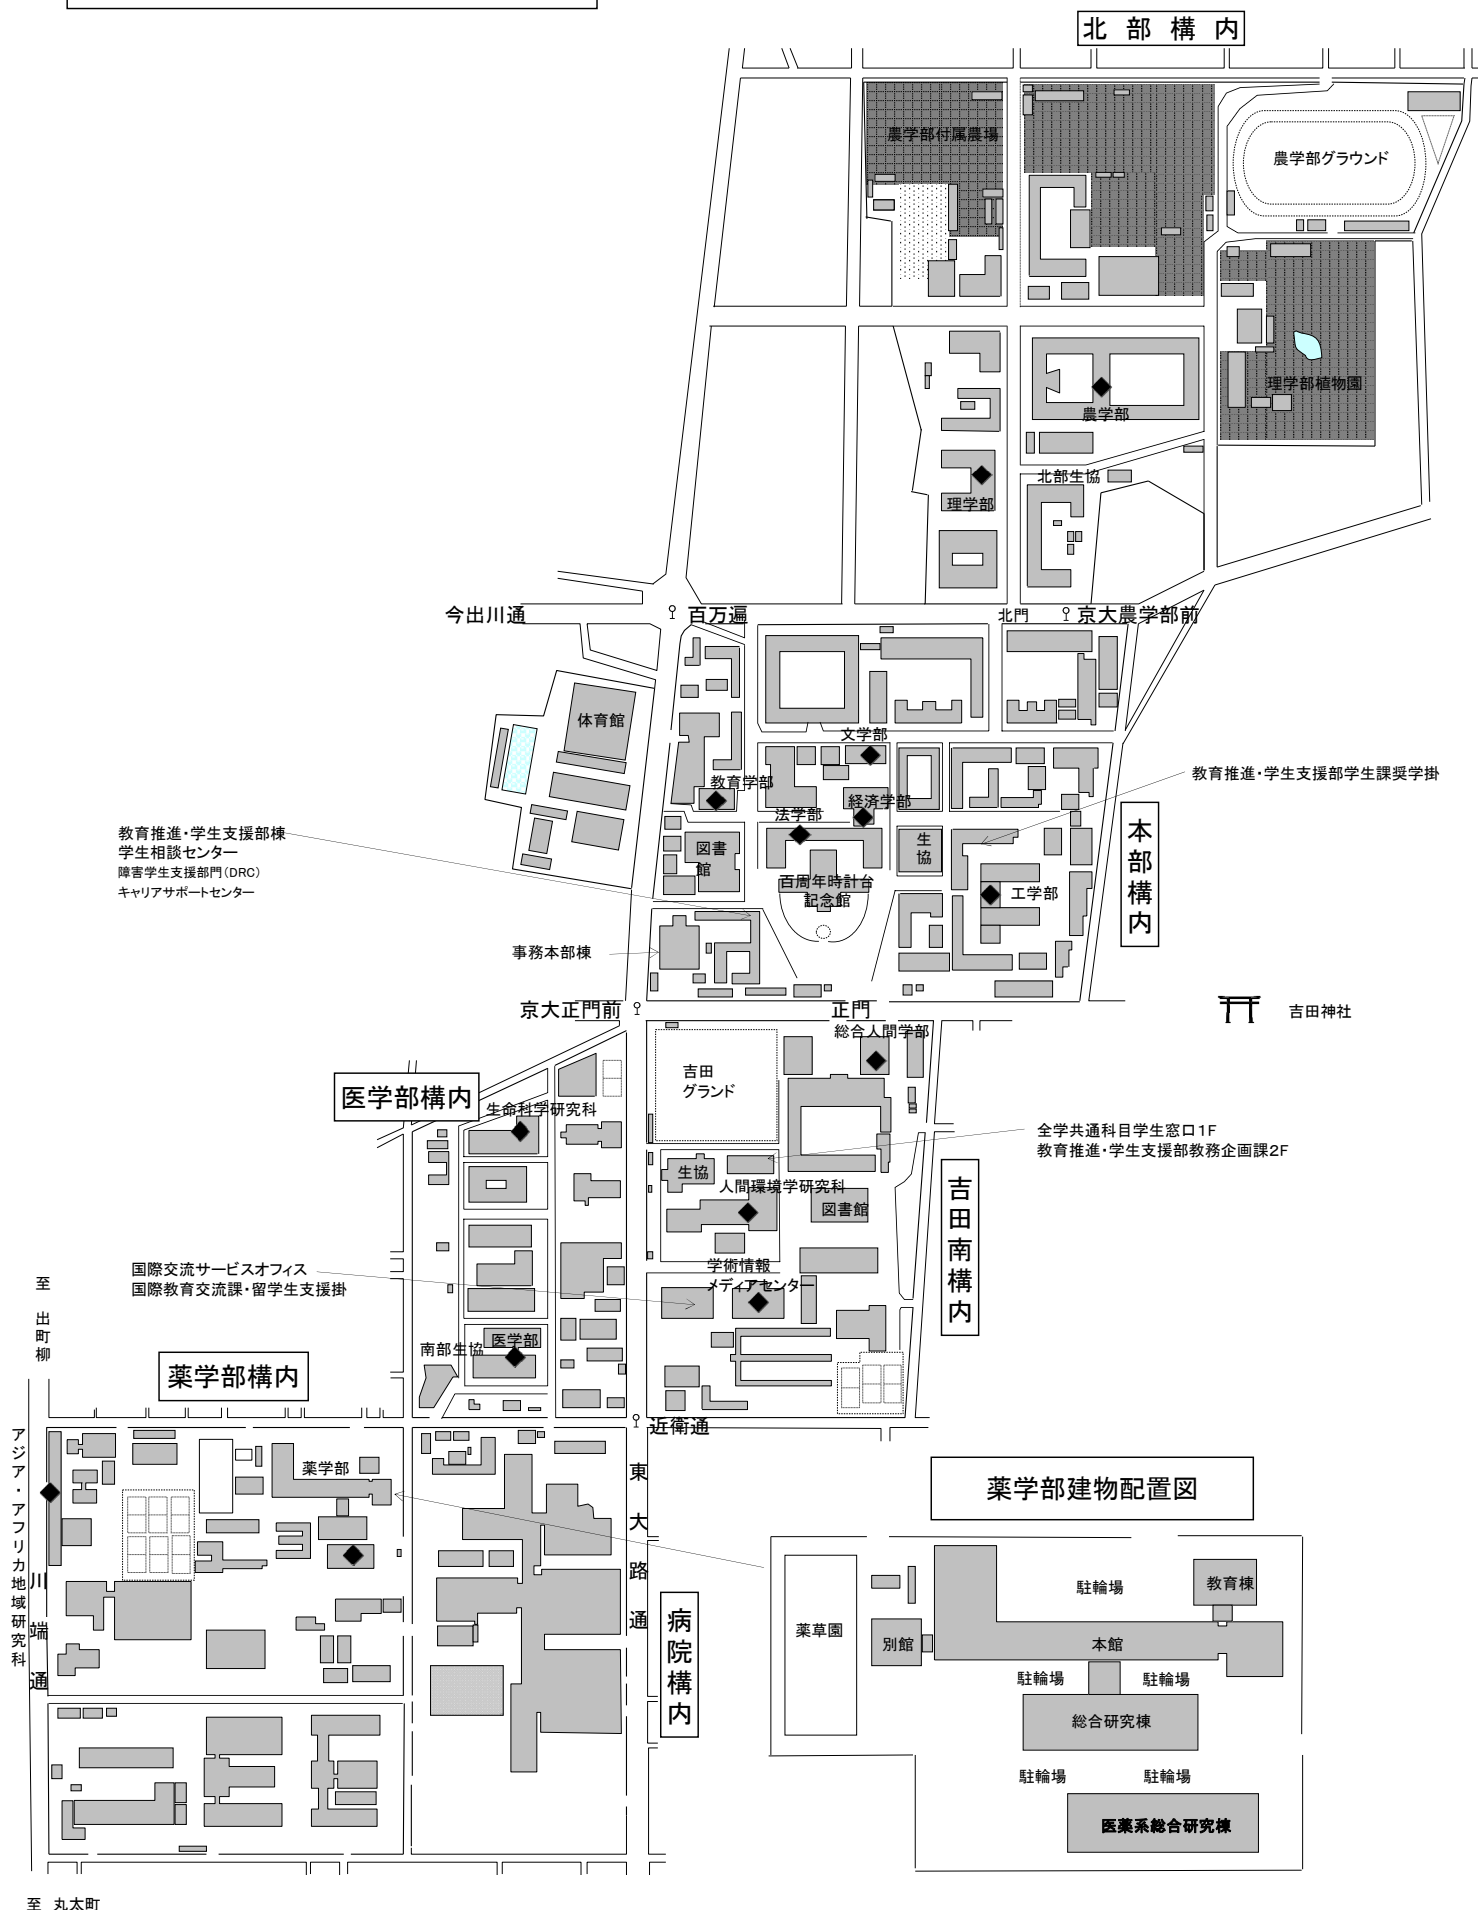 北部構内
農学部付属農場
農学部グラウンド
理学部植物園
農学部
北部生協
理学部
今出川通
百万遍
北門
京大農学部前
体育館
文学部
教育学部
経済学部
法学部
教育推進・学生支援部学生課奨学掛
本部構内
教育推進・学生支援部棟
学生相談センター
障害学生支援部門(DRC)
キャリアサポートセンター
図書
館
生
協
百周年時計台
記念館
工学部
事務本部棟
京大正門前
正門
吉田神社
総合人間学部
吉田
グランド
医学部構内
生命科学研究科
全学共通科目学生窓口1F
教育推進・学生支援部教務企画課2F
生協
人間環境学研究科
図書館
吉田南構内
学術情報
メディアセンター
国際交流サービスオフィス
国際教育交流課・留学生支援掛
至 出町柳
南部生協
医学部
薬学部構内
近衛通
アジア・アフリカ地域研究科
川端通
薬学部
東大路通
病院構内
薬学部建物配置図
駐輪場
教育棟
薬草園
別館
本館
駐輪場
駐輪場
総合研究棟
駐輪場
駐輪場
医薬系総合研究棟
至 丸太町